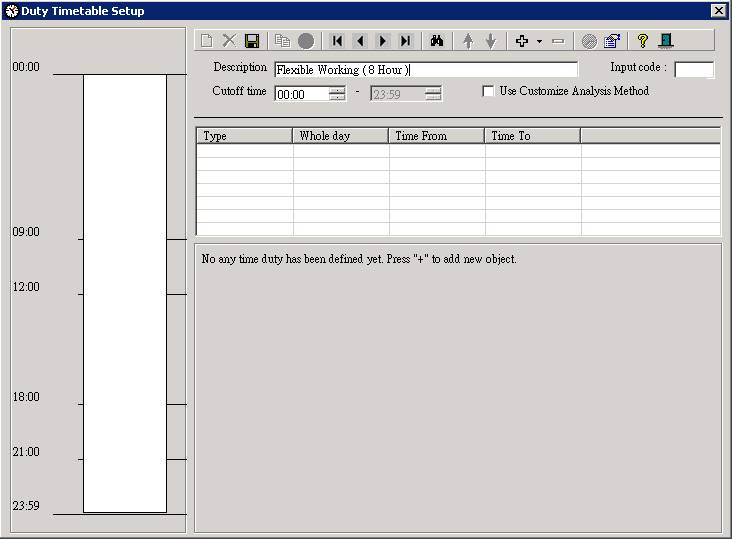 Duty Timetable Setup
Description Flexible Working ( 8 Hour ) Input code :
Cutoff time 00:00 - 23:59 Use Customize Analysis Method
Type Whole day Time From Time To
No any time duty has been defined yet. Press "+" to add new object.
00:00
09:00
12:00
18:00
21:00
23:59